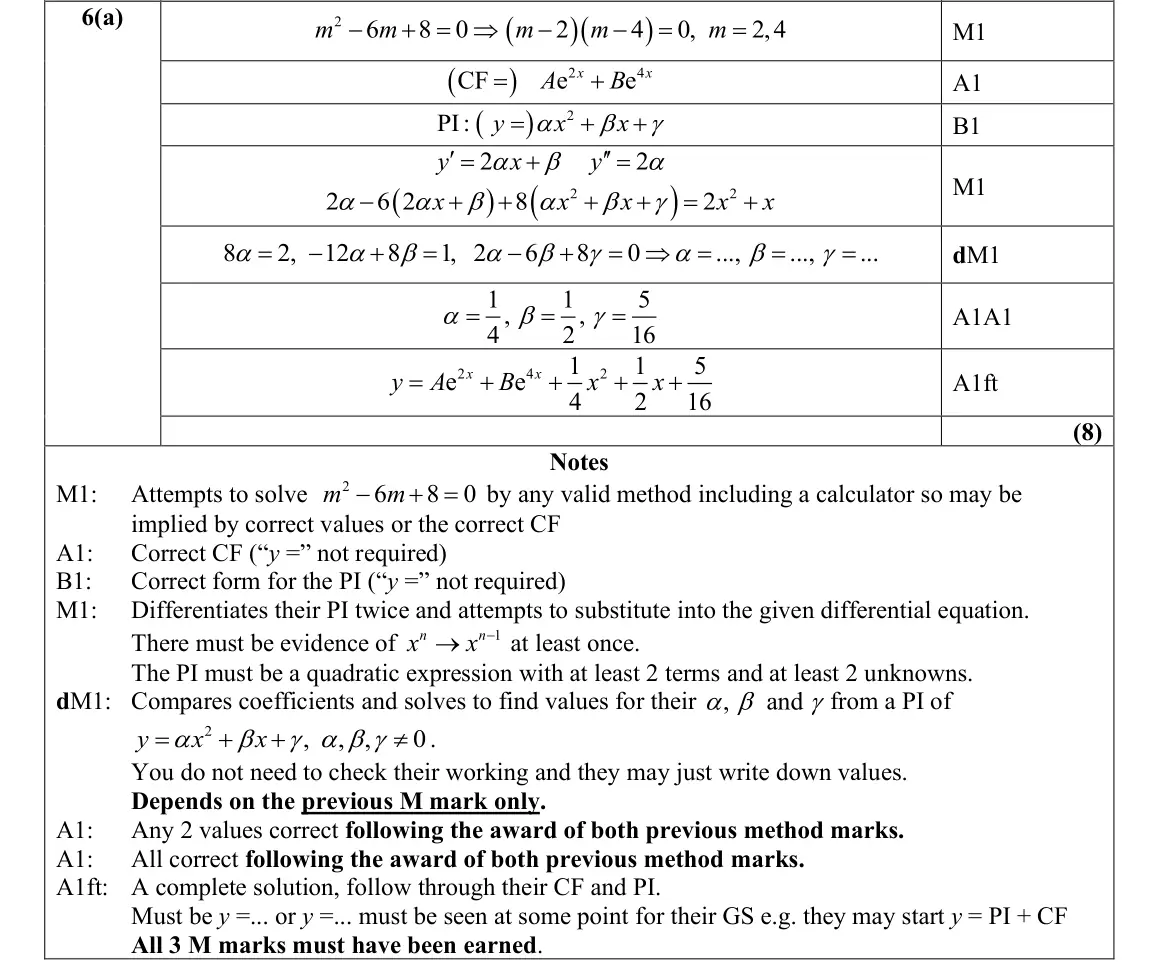 6(a)
m² − 6m + 8 = 0 ⇒ (m − 2)(m − 4) = 0, m = 2, 4
M1
(CF =) Ae²ˣ + Be⁴ˣ
A1
PI : ( y =) αx² + βx + γ
B1
y′ = 2αx + β y″ = 2α
2α − 6(2αx + β) + 8(αx² + βx + γ) = 2x² + x
M1
8α = 2, −12α + 8β = 1, 2α − 6β + 8γ = 0 ⇒ α = ..., β = ..., γ = ...
dM1
α = 1/4, β = 1/2, γ = 5/16
A1A1
y = Ae²ˣ + Be⁴ˣ + 1/4 x² + 1/2 x + 5/16
A1ft
(8)
Notes
M1: Attempts to solve m² − 6m + 8 = 0 by any valid method including a calculator so may be
implied by correct values or the correct CF
A1: Correct CF (“y =” not required)
B1: Correct form for the PI (“y =” not required)
M1: Differentiates their PI twice and attempts to substitute into the given differential equation.
There must be evidence of xⁿ → xⁿ⁻¹ at least once.
The PI must be a quadratic expression with at least 2 terms and at least 2 unknowns.
dM1: Compares coefficients and solves to find values for their α, β and γ from a PI of
y = αx² + βx + γ, α, β, γ ≠ 0 .
You do not need to check their working and they may just write down values.
Depends on the previous M mark only.
A1: Any 2 values correct following the award of both previous method marks.
A1: All correct following the award of both previous method marks.
A1ft: A complete solution, follow through their CF and PI.
Must be y =... or y =... must be seen at some point for their GS e.g. they may start y = PI + CF
All 3 M marks must have been earned.